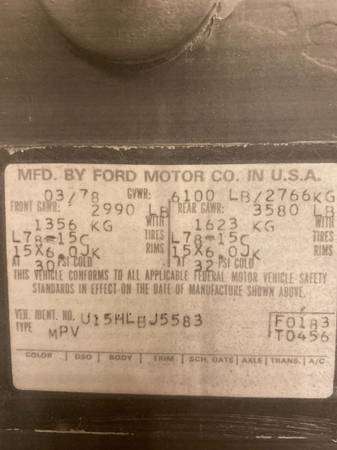 MFD. BY FORD MOTOR CO. IN U.S.A.
03/78 GVWR: 6100 LB/2766KG
FRONT GAWR: 2990 LB REAR GAWR: 3580 LB
1356 KG WITH 1623 KG WITH
L78-15C TIRES L78-15C TIRES
15X6.0JK RIMS 15X6.0JK RIMS
AT 30 PSI COLD AT 32 PSI COLD
THIS VEHICLE CONFORMS TO ALL APPLICABLE FEDERAL MOTOR VEHICLE SAFETY
STANDARDS IN EFFECT ON THE DATE OF MANUFACTURE SHOWN ABOVE.
VEH. IDENT. NO. U15HLBJ5583 F0183
TYPE MPV T0456
COLOR DSO BODY TRIM SCH. DATE AXLE TRANS. A/C